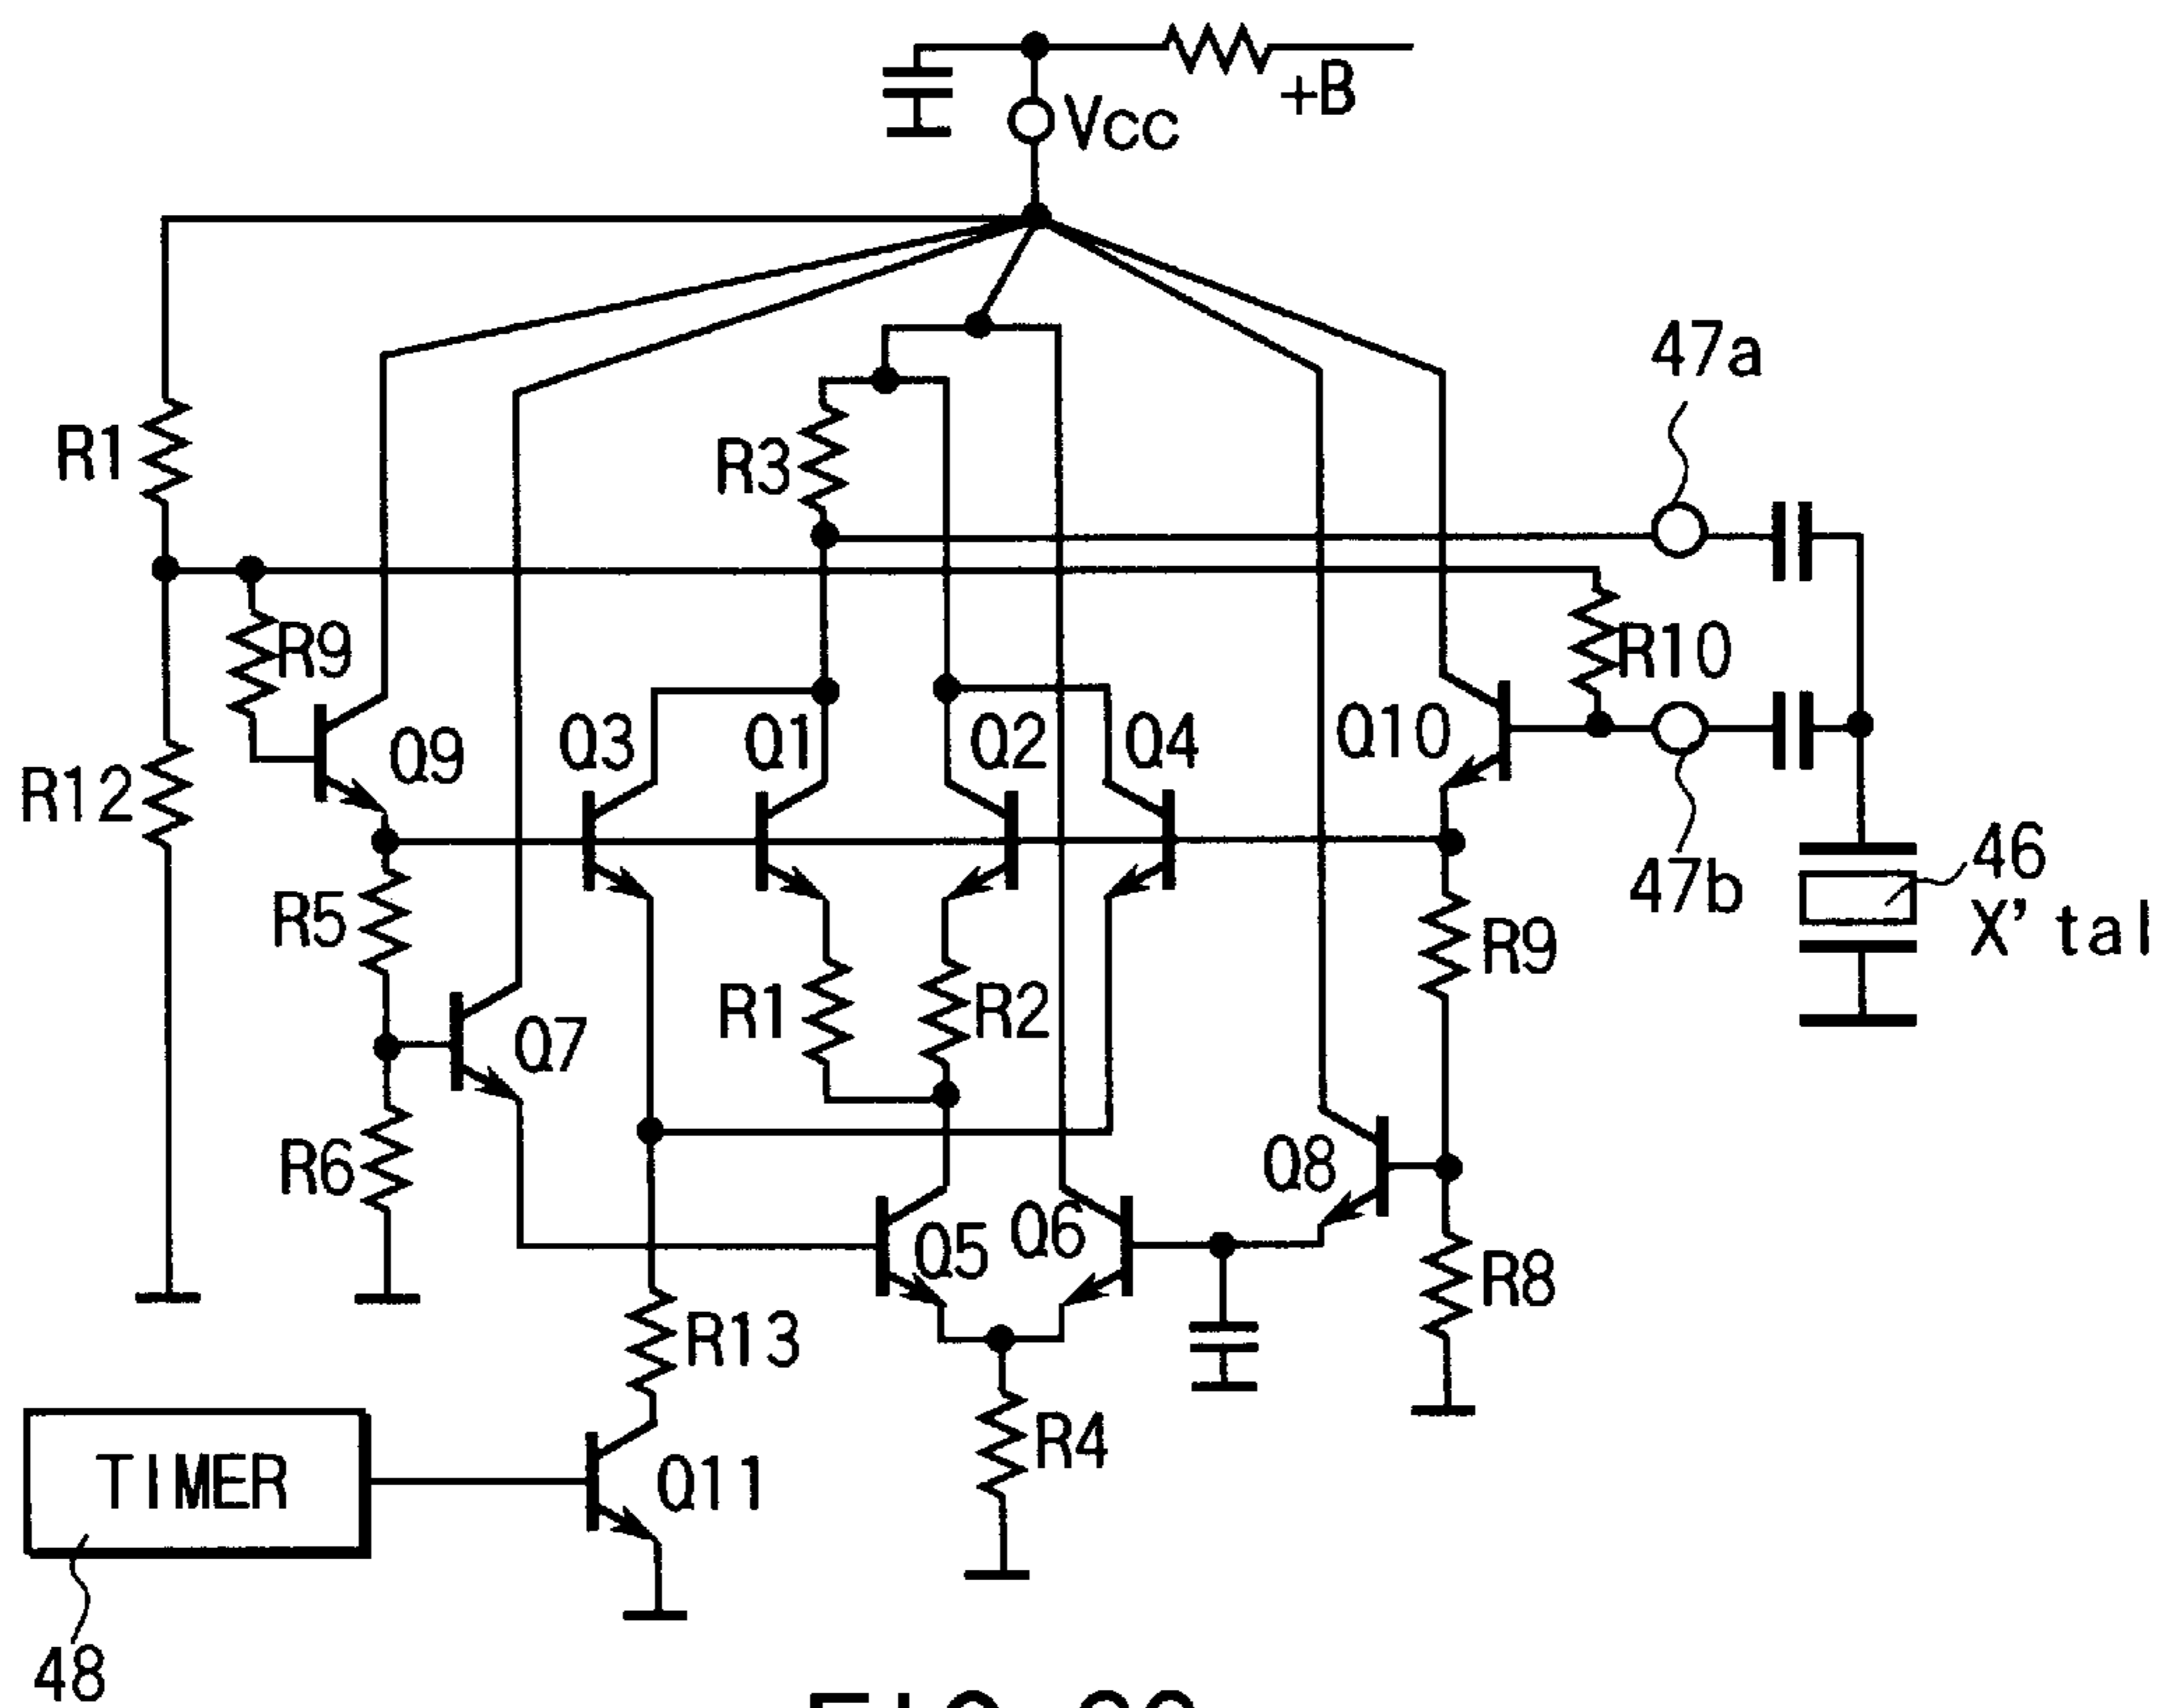 +B
VCC
47a
R1
R3
R9
R10
Q3
Q1
Q2
Q4
Q10
Q9
R12
47b
46
X'tal
R5
R9
R1
R2
Q7
R6
Q8
Q5
Q6
R8
R13
R4
TIMER
Q11
48